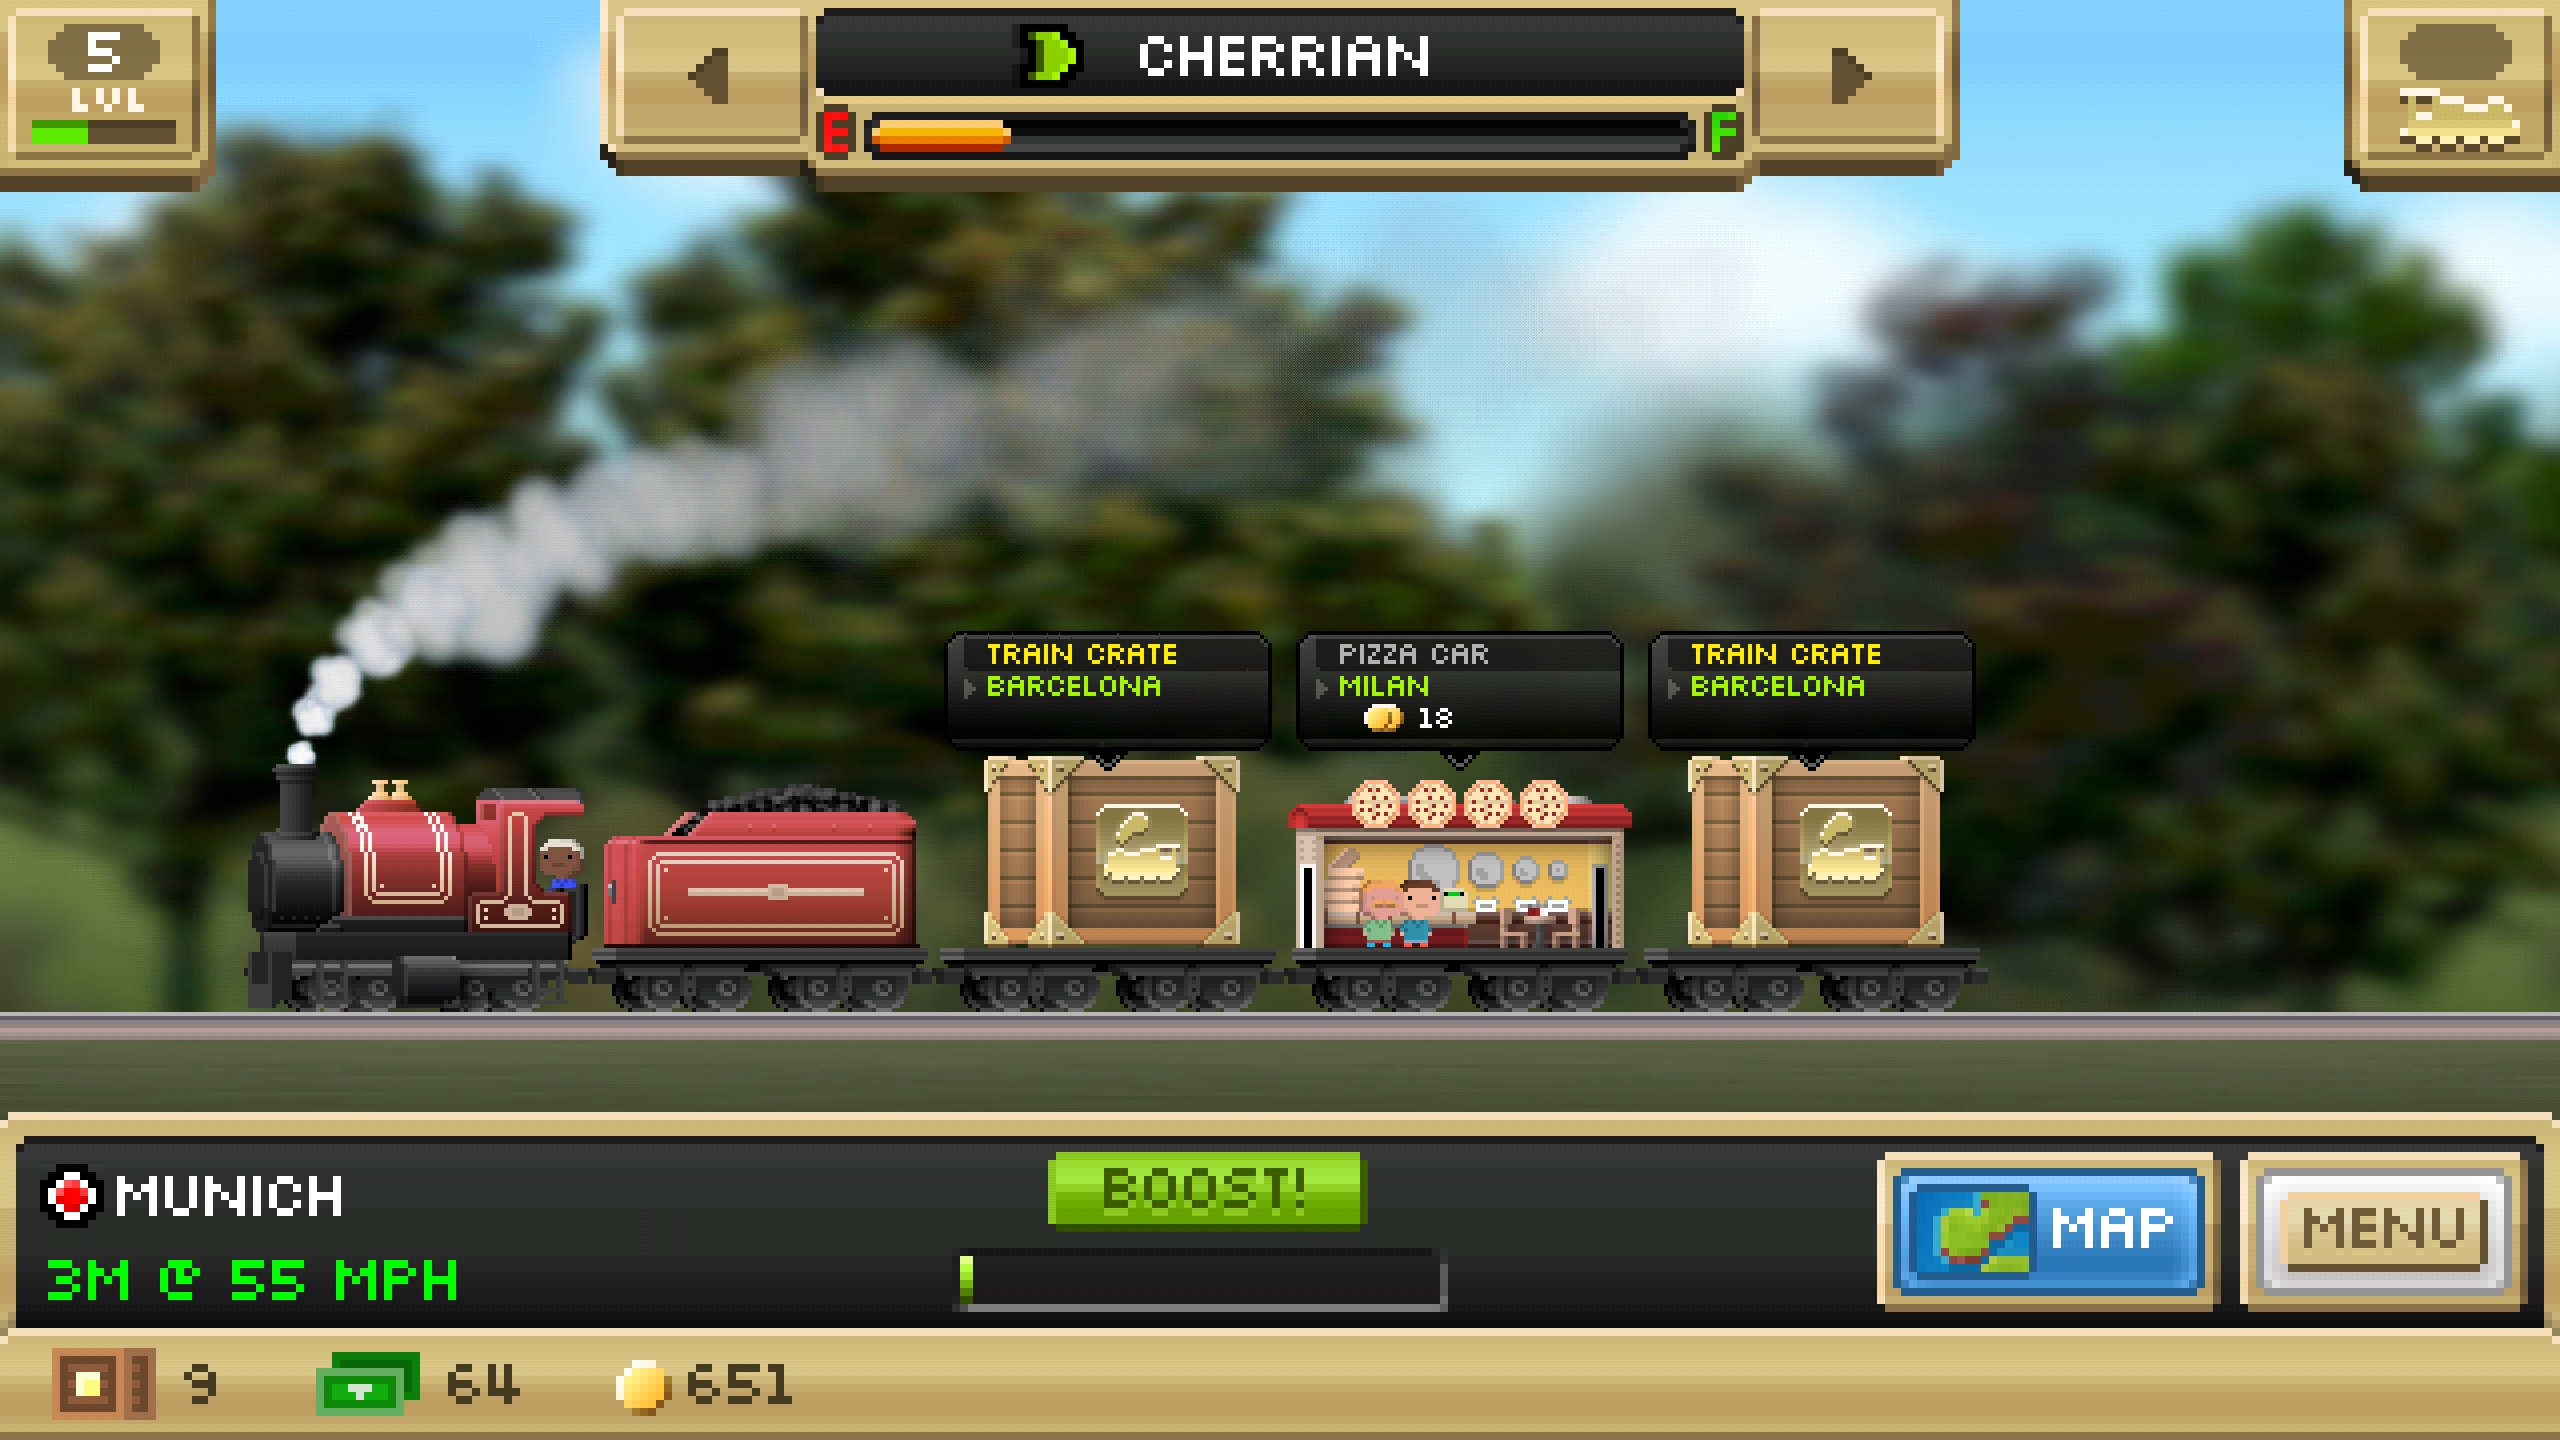 5
LVL
CHERRIAN
E
F
TRAIN CRATE
BARCELONA
PIZZA CAR
MILAN
18
TRAIN CRATE
BARCELONA
MUNICH
3M @ 55 MPH
BOOST!
MAP
MENU
9
64
651